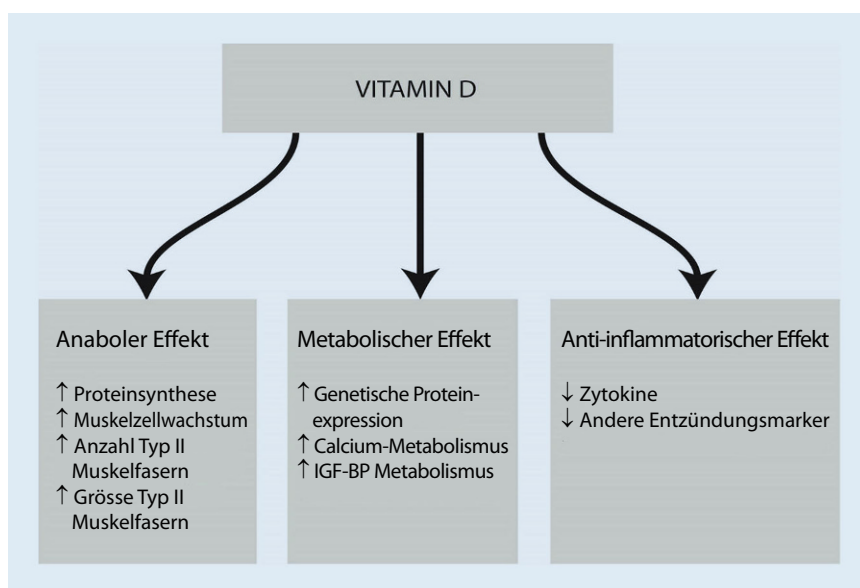 VITAMIN D
Anaboler Effekt
↑ Proteinsynthese
↑ Muskelzellwachstum
↑ Anzahl Typ II
Muskelfasern
↑ Grösse Typ II
Muskelfasern
Metabolischer Effekt
↑ Genetische Protein-
expression
↑ Calcium-Metabolismus
↑ IGF-BP Metabolismus
Anti-inflammatorischer Effekt
↓ Zytokine
↓ Andere Entzündungsmarker